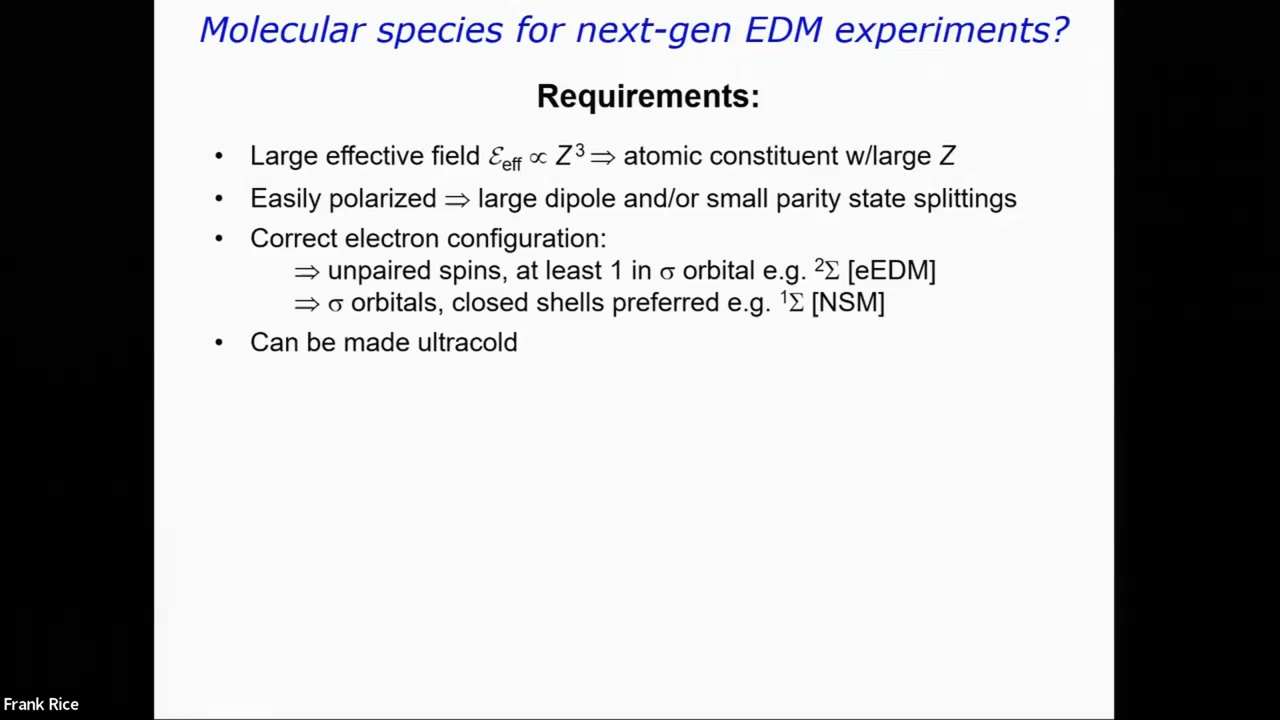 Molecular species for next-gen EDM experiments?
Requirements:
• Large effective field ℰeff ∝ Z³ ⇒ atomic constituent w/large Z
• Easily polarized ⇒ large dipole and/or small parity state splittings
• Correct electron configuration:
⇒ unpaired spins, at least 1 in σ orbital e.g. ²Σ [eEDM]
⇒ σ orbitals, closed shells preferred e.g. ¹Σ [NSM]
• Can be made ultracold
Frank Rice